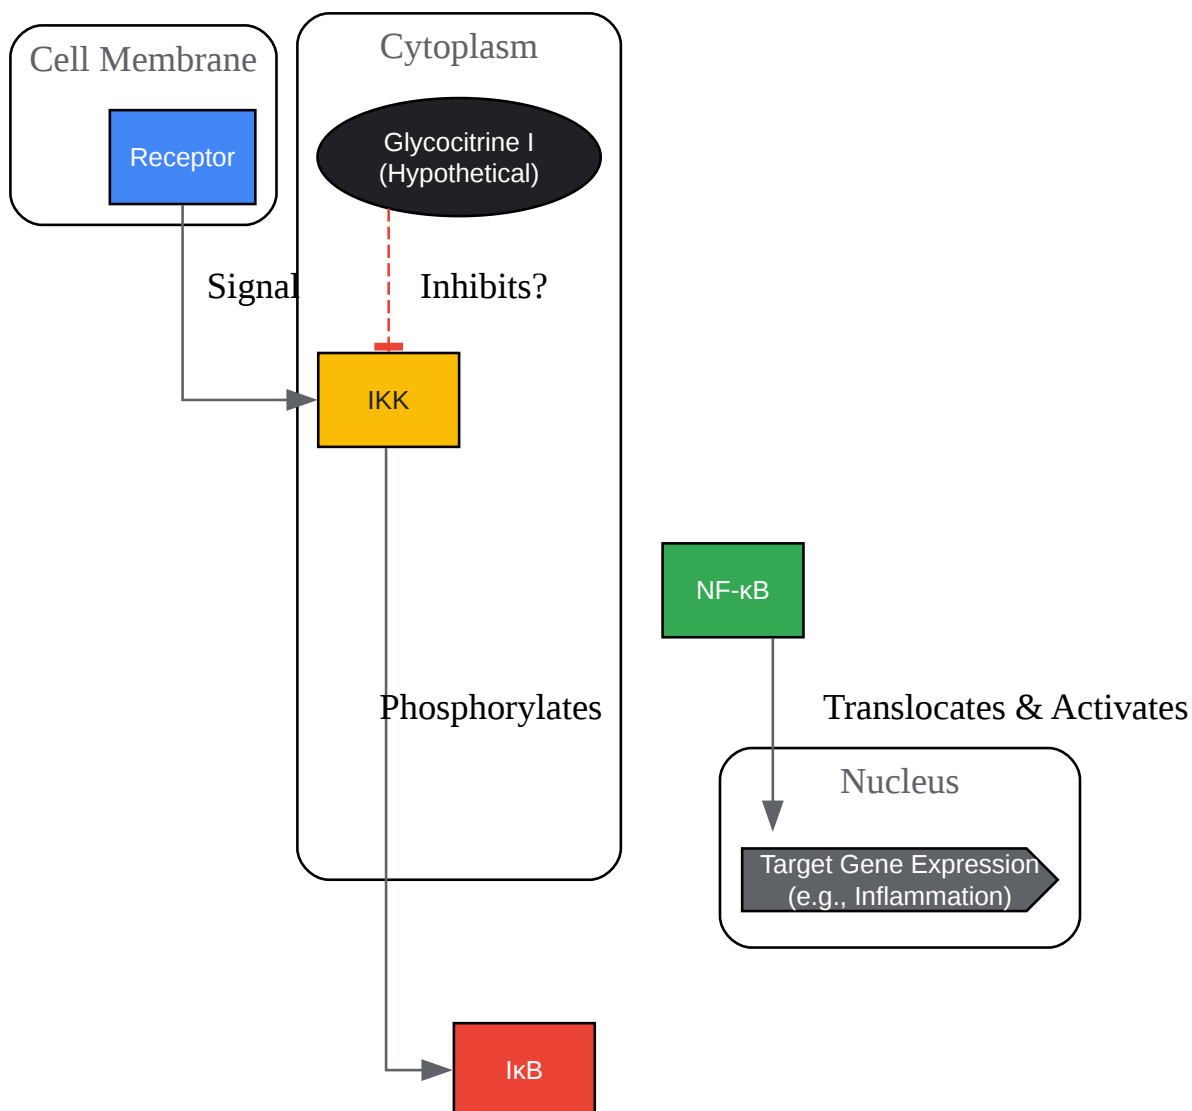 Cell Membrane
Cytoplasm
Receptor
Glycocitrine I
(Hypothetical)
Signal
Inhibits?
IKK
NF-κB
Phosphorylates
Translocates & Activates
Nucleus
Target Gene Expression
(e.g., Inflammation)
IκB